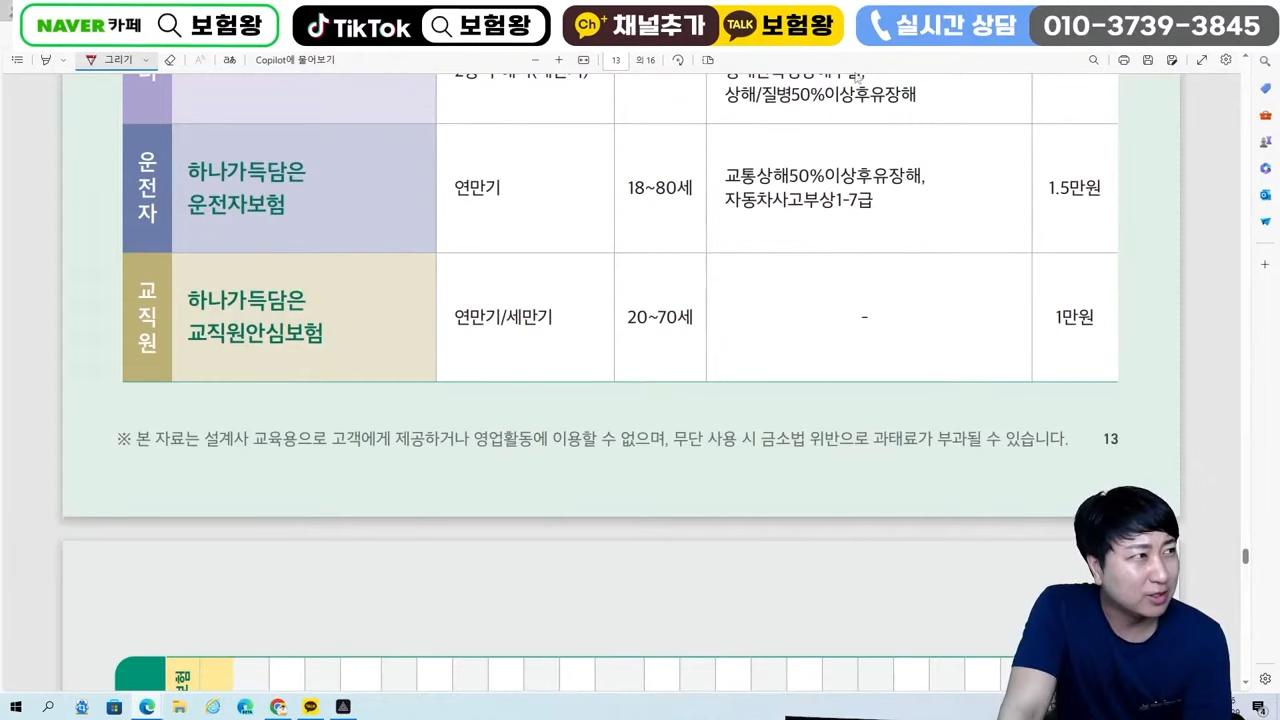 NAVER 카페 보험왕
TikTok 보험왕
Ch+ 채널추가 TALK 보험왕
실시간 상담 010-3739-3845
그리기 Copilot에 물어보기 13 의 16
상해/질병50%이상후유장해
운전자
하나가득담은
운전자보험
연만기
18~80세
교통상해50%이상후유장해,
자동차사고부상1-7급
1.5만원
교직원
하나가득담은
교직원안심보험
연만기/세만기
20~70세
-
1만원
※ 본 자료는 설계사 교육용으로 고객에게 제공하거나 영업활동에 이용할 수 없으며, 무단 사용 시 금소법 위반으로 과태료가 부과될 수 있습니다. 13
보험